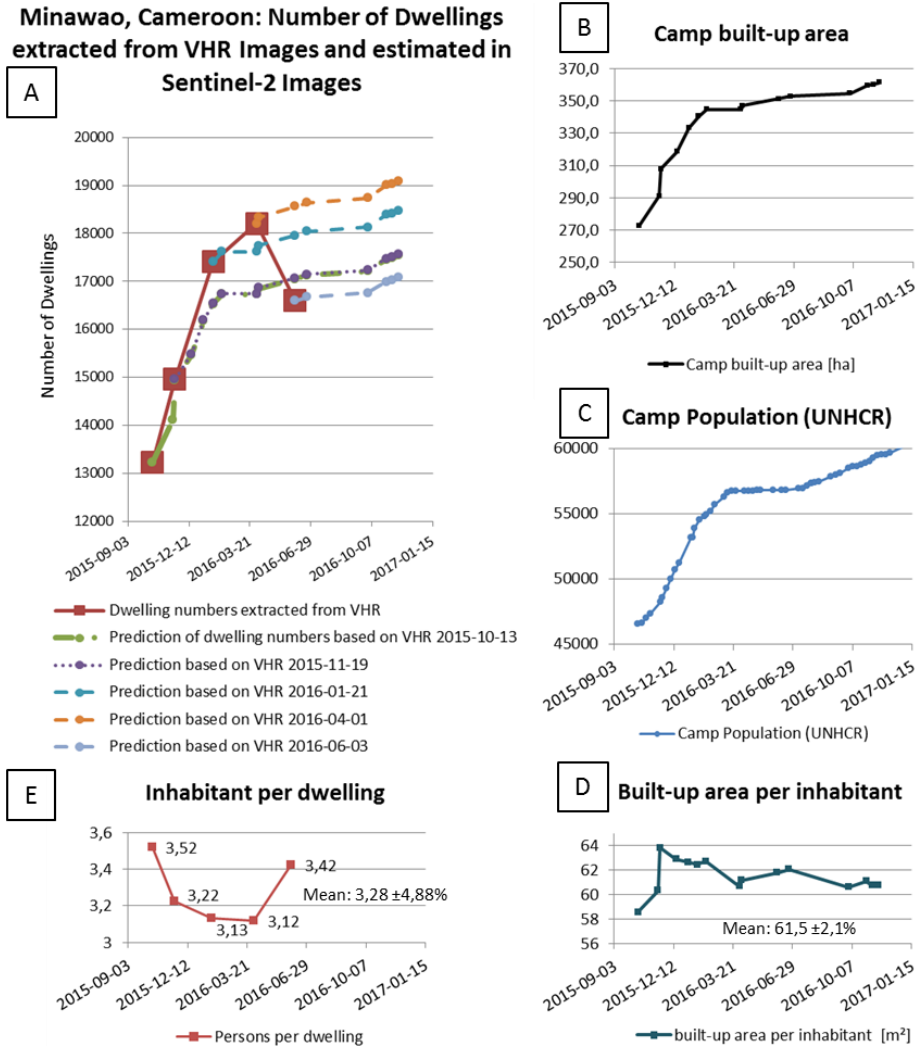 Minawao, Cameroon: Number of Dwellings
extracted from VHR Images and estimated in
Sentinel-2 Images
A
20000
19000
18000
17000
16000
15000
14000
13000
12000
Number of Dwellings
2015-09-03
2015-12-12
2016-03-21
2016-06-29
2016-10-07
2017-01-15
Dwelling numbers extracted from VHR
Prediction of dwelling numbers based on VHR 2015-10-13
Prediction based on VHR 2015-11-19
Prediction based on VHR 2016-01-21
Prediction based on VHR 2016-04-01
Prediction based on VHR 2016-06-03
B
Camp built-up area
370,0
350,0
330,0
310,0
290,0
270,0
250,0
2015-09-03
2015-12-12
2016-03-21
2016-06-29
2016-10-07
2017-01-15
Camp built-up area [ha]
C
Camp Population (UNHCR)
60000
55000
50000
45000
2015-09-03
2015-12-12
2016-03-21
2016-06-29
2016-10-07
2017-01-15
Camp Population (UNHCR)
E
Inhabitant per dwelling
3,6
3,4
3,2
3
3,52
3,22
3,13
3,12
3,42
Mean: 3,28 ±4,88%
2015-09-03
2015-12-12
2016-03-21
2016-06-29
2016-10-07
2017-01-15
Persons per dwelling
D
Built-up area per inhabitant
64
62
60
58
56
Mean: 61,5 ±2,1%
2015-09-03
2015-12-12
2016-03-21
2016-06-29
2016-10-07
2017-01-15
built-up area per inhabitant [m²]